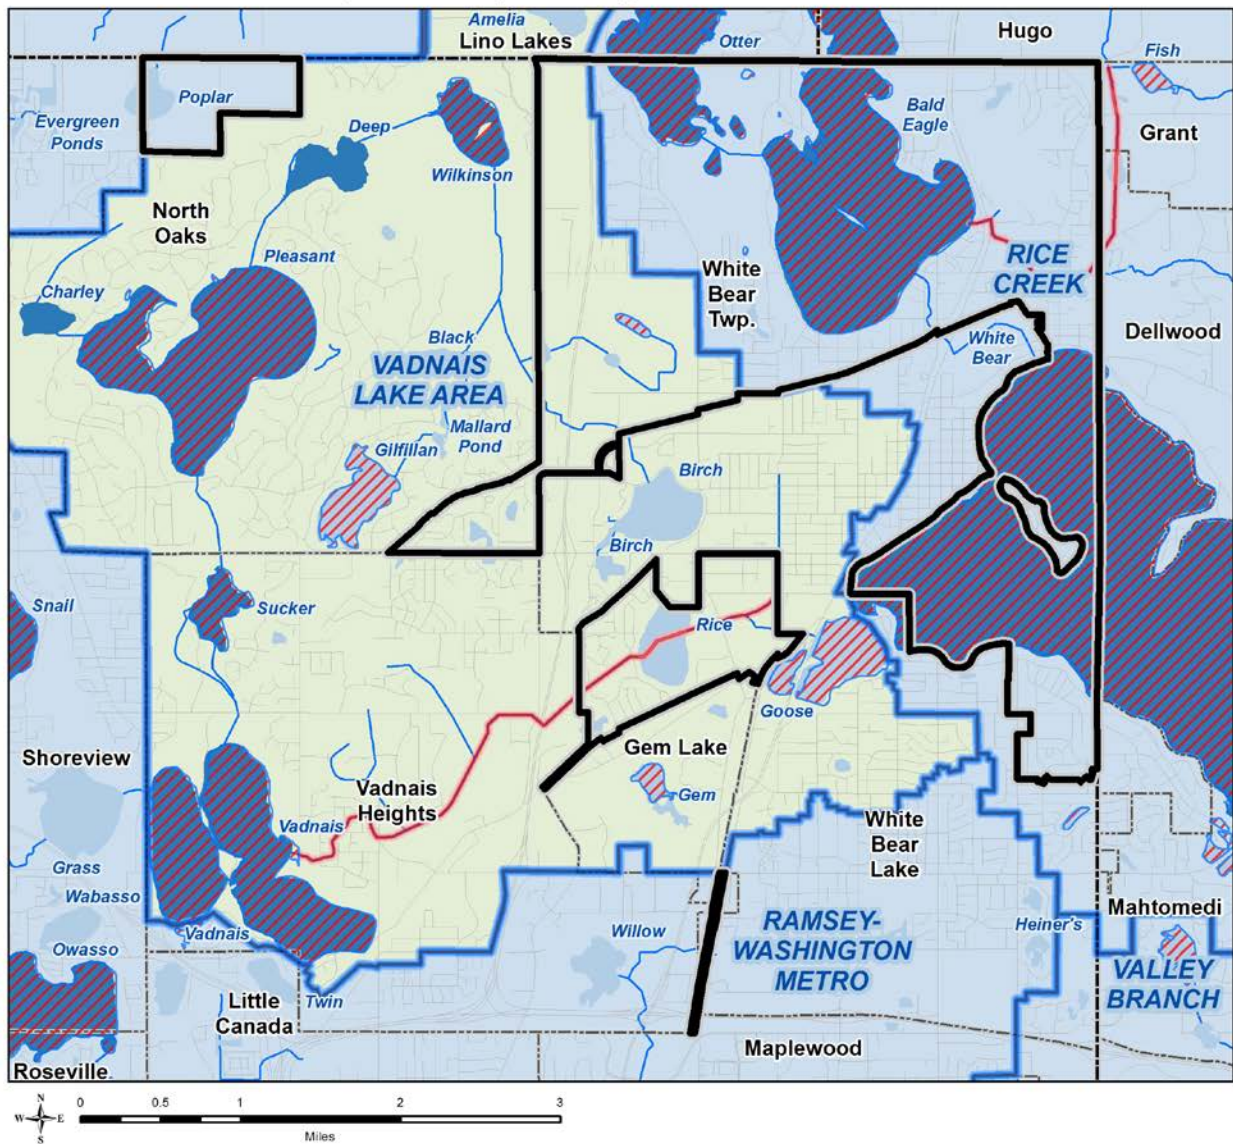 Amelia
Lino Lakes
Otter
Hugo
Fish
Poplar
Evergreen
Ponds
Deep
Bald
Eagle
Grant
Wilkinson
North
Oaks
Pleasant
White
Bear
Twp.
RICE
CREEK
Charley
Black
VADNAIS
LAKE AREA
White
Bear
Dellwood
Mallard
Pond
Gilfillan
Birch
Birch
Snail
Sucker
Rice
Goose
Shoreview
Gem Lake
Vadnais
Heights
Gem
Vadnais
White
Bear
Lake
Grass
Wabasso
Mahtomedi
Owasso
Vadnais
Willow
RAMSEY-
WASHINGTON
METRO
Heiner's
VALLEY
BRANCH
Little
Canada
Twin
Maplewood
Roseville
N
W E
S
0 0.5 1 2 3
Miles